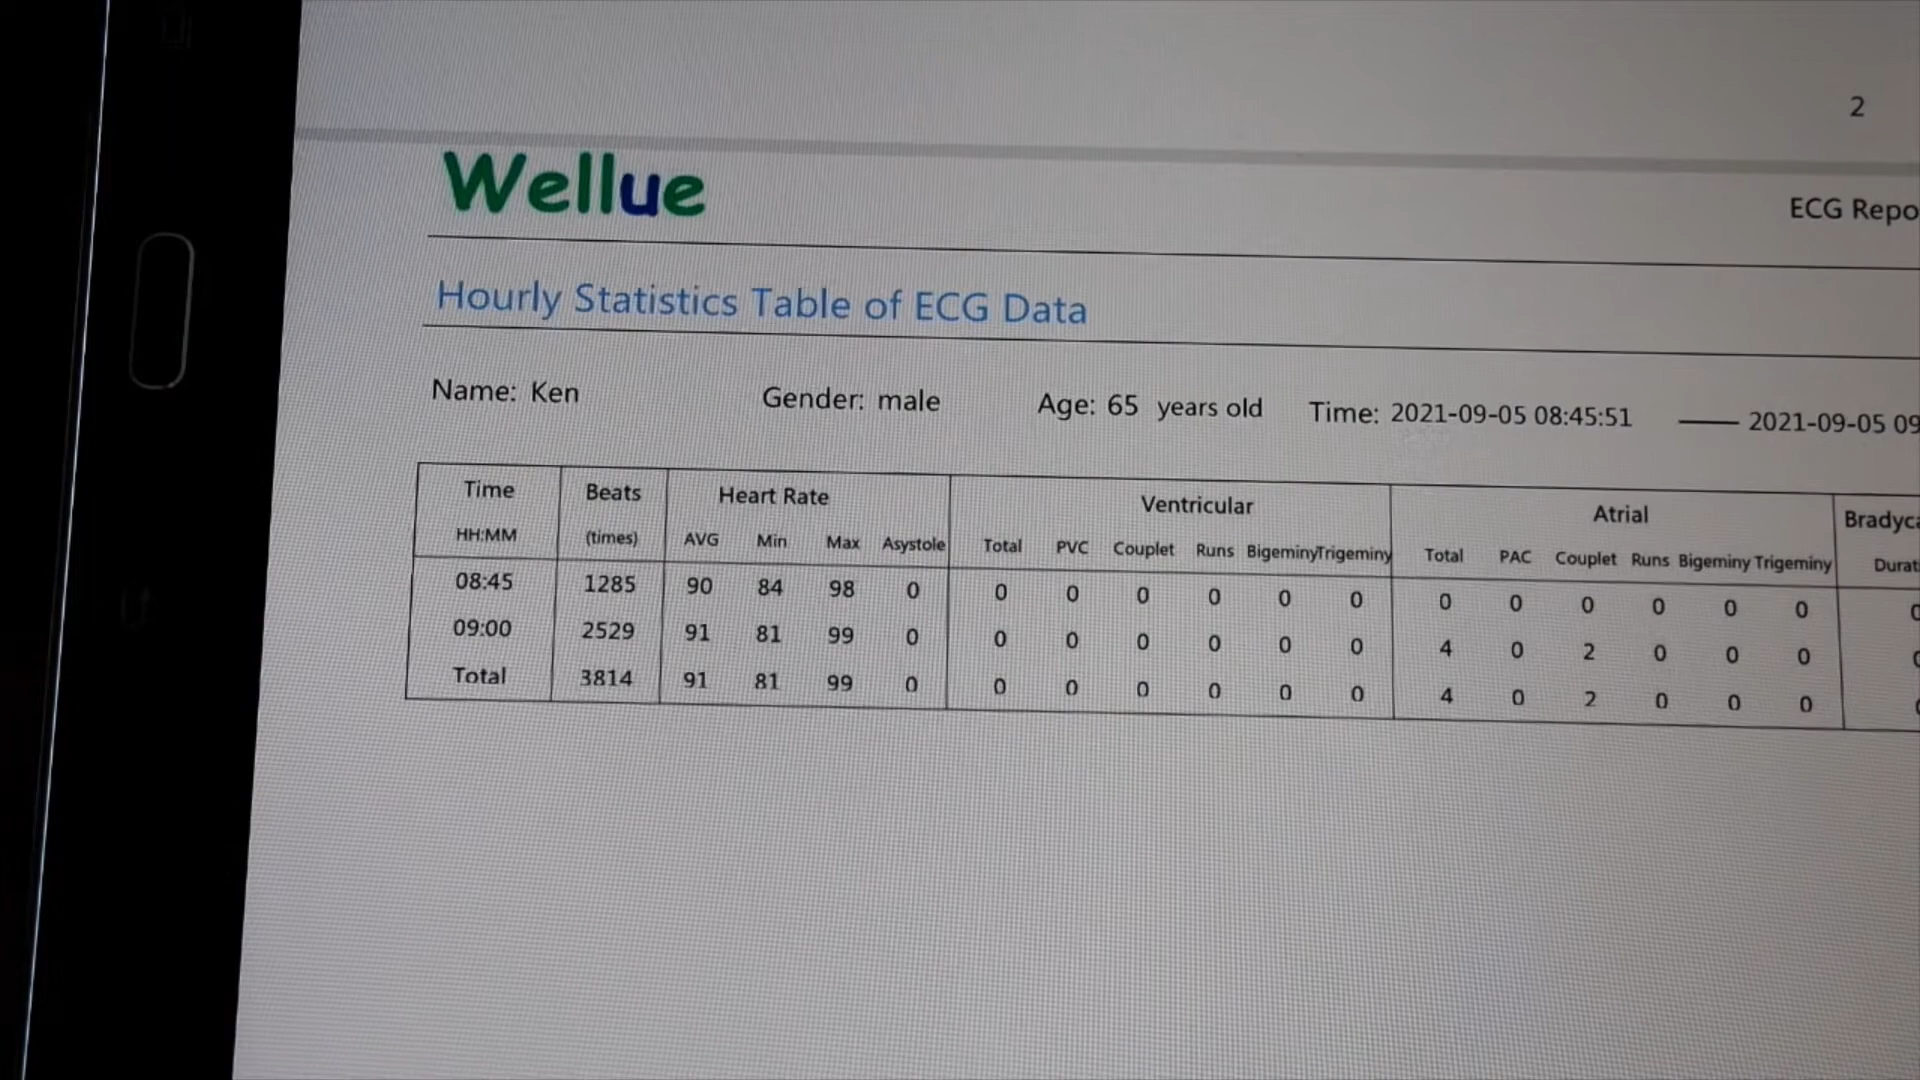 2
Wellue
ECG Repo
Hourly Statistics Table of ECG Data
Name: Ken Gender: male Age: 65 years old Time: 2021-09-05 08:45:51 —— 2021-09-05 09
Time Beats Heart Rate Ventricular Atrial Bradyca
HH:MM (times) AVG Min Max Asystole Total PVC Couplet Runs Bigeminy Trigeminy Total PAC Couplet Runs Bigeminy Trigeminy Durat
08:45 1285 90 84 98 0 0 0 0 0 0 0 0 0 0 0 0 0 0
09:00 2529 91 81 99 0 0 0 0 0 0 0 4 0 2 0 0 0 0
Total 3814 91 81 99 0 0 0 0 0 0 0 4 0 2 0 0 0 0